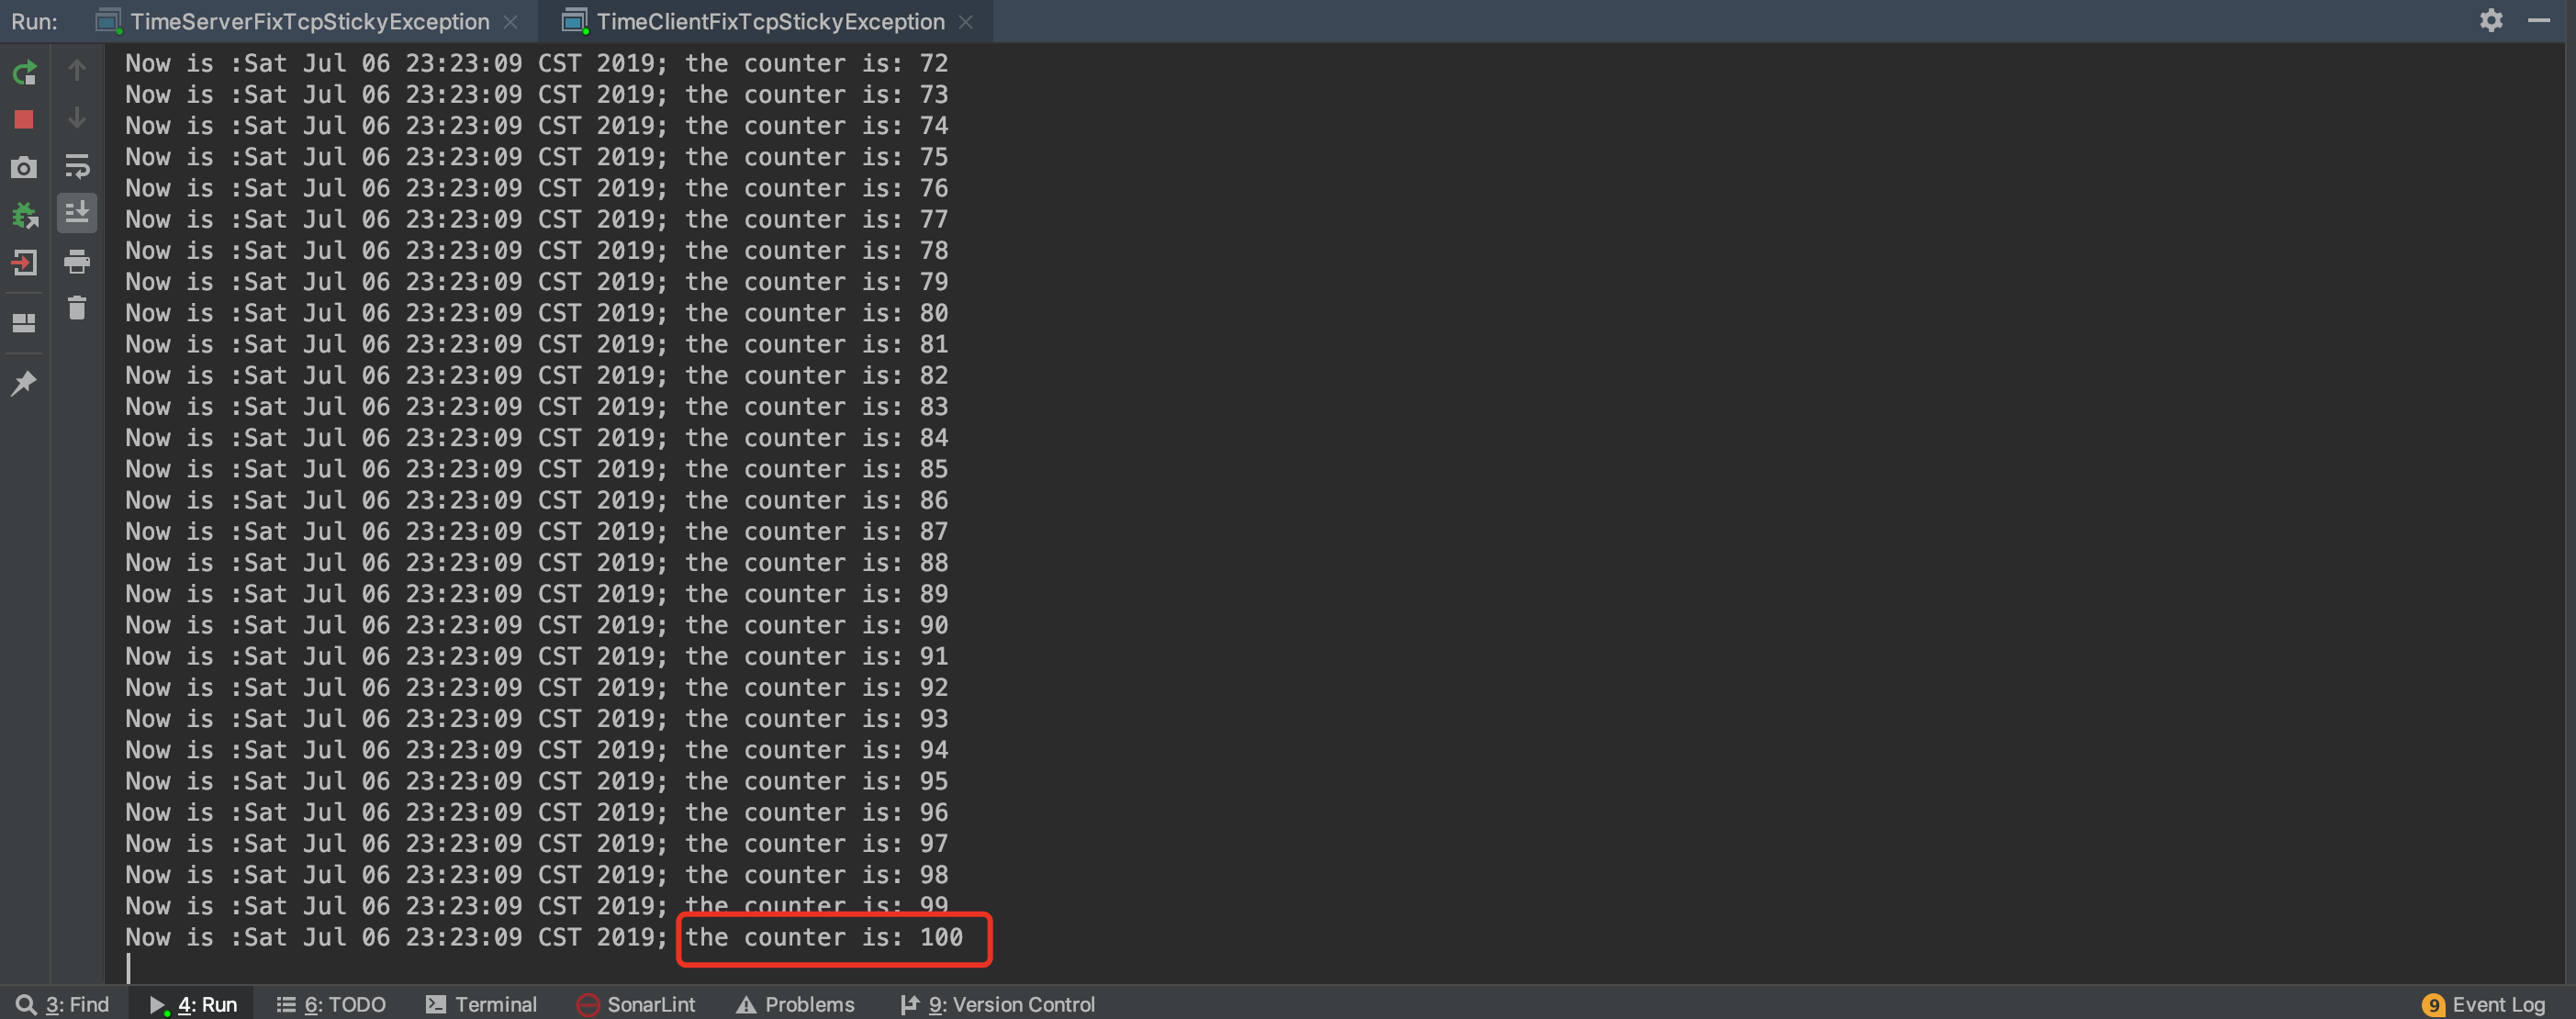 Run: TimeServerFixTcpStickyException TimeClientFixTcpStickyException
Now is :Sat Jul 06 23:23:09 CST 2019; the counter is: 72
Now is :Sat Jul 06 23:23:09 CST 2019; the counter is: 73
Now is :Sat Jul 06 23:23:09 CST 2019; the counter is: 74
Now is :Sat Jul 06 23:23:09 CST 2019; the counter is: 75
Now is :Sat Jul 06 23:23:09 CST 2019; the counter is: 76
Now is :Sat Jul 06 23:23:09 CST 2019; the counter is: 77
Now is :Sat Jul 06 23:23:09 CST 2019; the counter is: 78
Now is :Sat Jul 06 23:23:09 CST 2019; the counter is: 79
Now is :Sat Jul 06 23:23:09 CST 2019; the counter is: 80
Now is :Sat Jul 06 23:23:09 CST 2019; the counter is: 81
Now is :Sat Jul 06 23:23:09 CST 2019; the counter is: 82
Now is :Sat Jul 06 23:23:09 CST 2019; the counter is: 83
Now is :Sat Jul 06 23:23:09 CST 2019; the counter is: 84
Now is :Sat Jul 06 23:23:09 CST 2019; the counter is: 85
Now is :Sat Jul 06 23:23:09 CST 2019; the counter is: 86
Now is :Sat Jul 06 23:23:09 CST 2019; the counter is: 87
Now is :Sat Jul 06 23:23:09 CST 2019; the counter is: 88
Now is :Sat Jul 06 23:23:09 CST 2019; the counter is: 89
Now is :Sat Jul 06 23:23:09 CST 2019; the counter is: 90
Now is :Sat Jul 06 23:23:09 CST 2019; the counter is: 91
Now is :Sat Jul 06 23:23:09 CST 2019; the counter is: 92
Now is :Sat Jul 06 23:23:09 CST 2019; the counter is: 93
Now is :Sat Jul 06 23:23:09 CST 2019; the counter is: 94
Now is :Sat Jul 06 23:23:09 CST 2019; the counter is: 95
Now is :Sat Jul 06 23:23:09 CST 2019; the counter is: 96
Now is :Sat Jul 06 23:23:09 CST 2019; the counter is: 97
Now is :Sat Jul 06 23:23:09 CST 2019; the counter is: 98
Now is :Sat Jul 06 23:23:09 CST 2019; the counter is: 99
Now is :Sat Jul 06 23:23:09 CST 2019; the counter is: 100
3: Find 4: Run 6: TODO Terminal SonarLint Problems 9: Version Control 9 Event Log